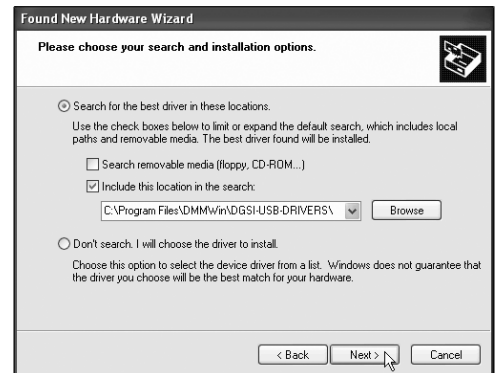 Found New Hardware Wizard
Please choose your search and installation options.
Search for the best driver in these locations.
Use the check boxes below to limit or expand the default search, which includes local
paths and removable media. The best driver found will be installed.
Search removable media (floppy, CD-ROM...)
Include this location in the search:
C:\Program Files\DMMWin\DGSI-USB-DRIVERS\
Browse
Don't search. I will choose the driver to install.
Choose this option to select the device driver from a list. Windows does not guarantee that
the driver you choose will be the best match for your hardware.
< Back
Next >
Cancel